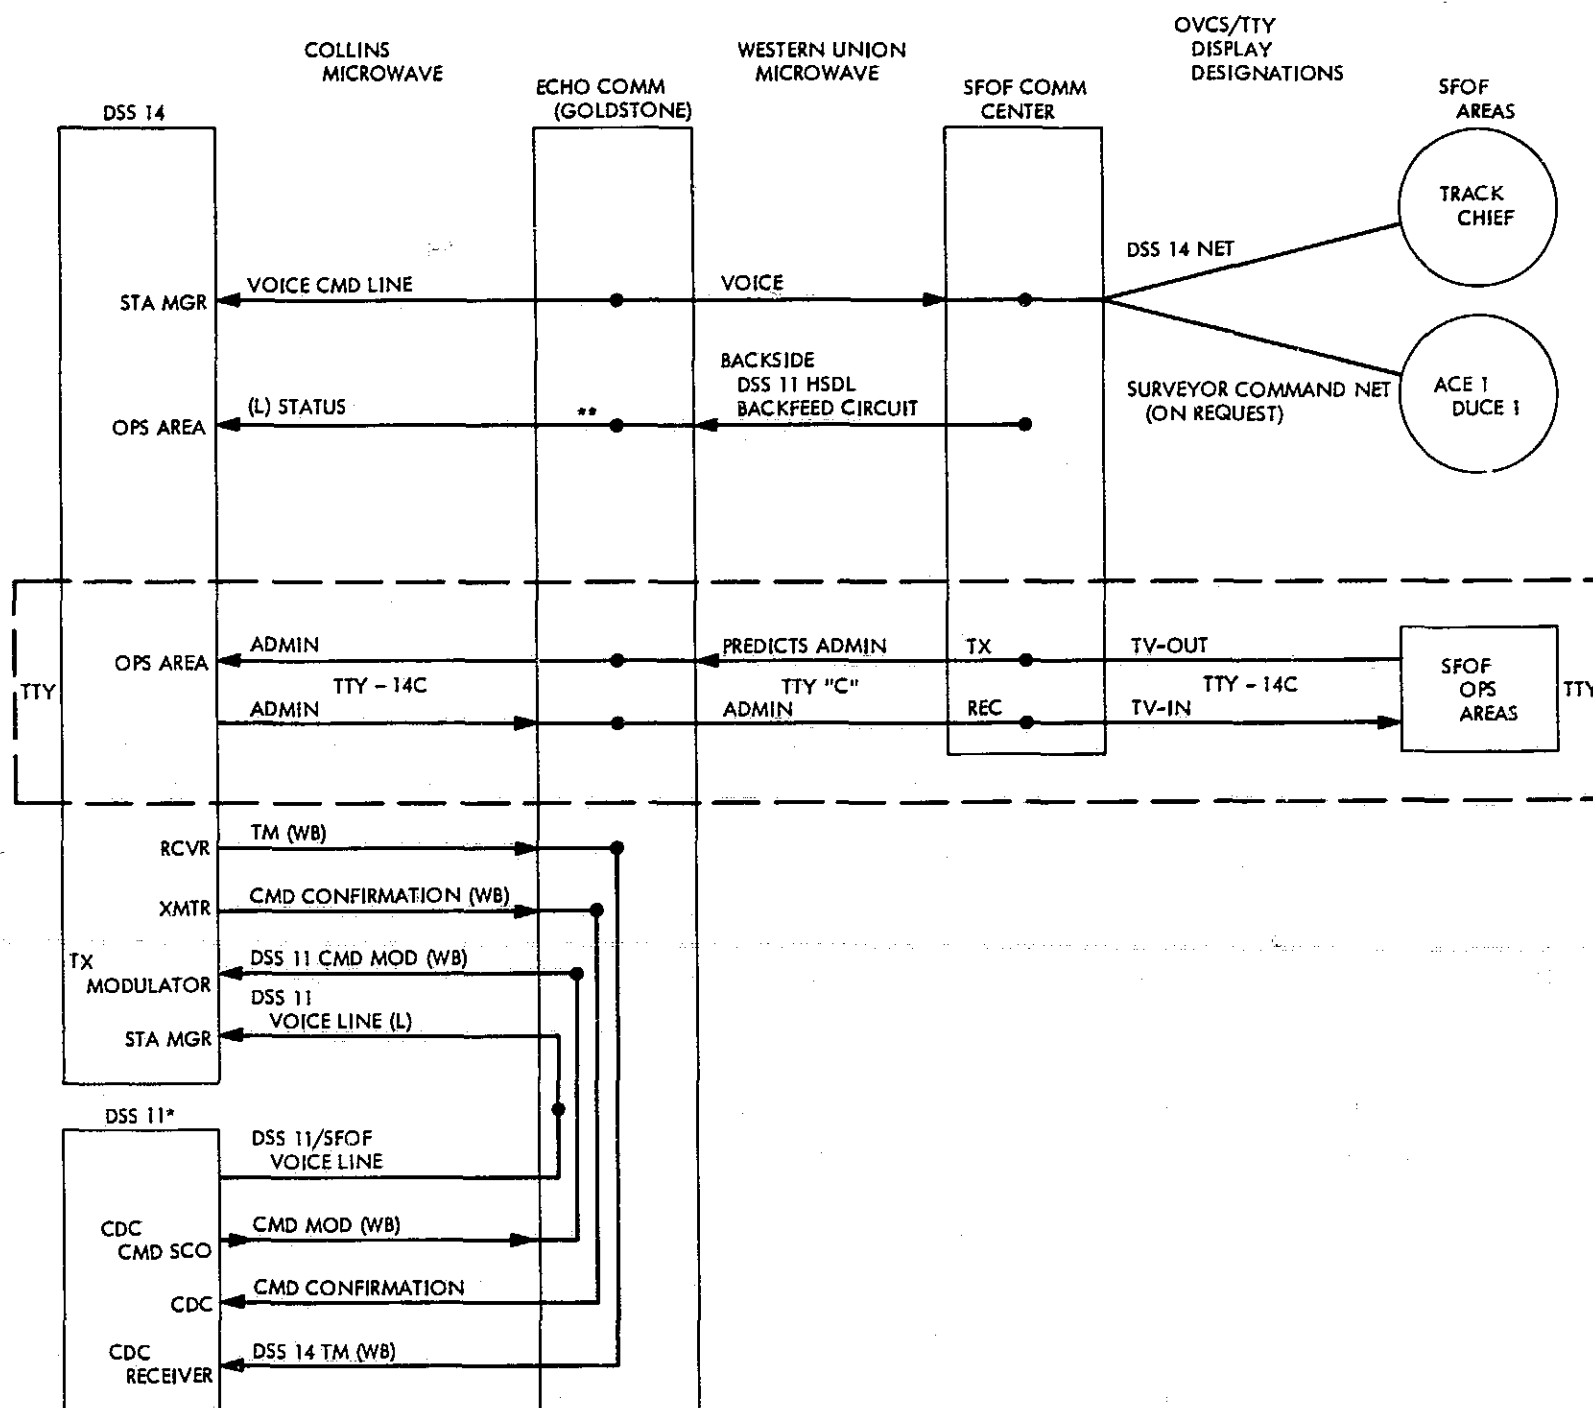 COLLINS
MICROWAVE
WESTERN UNION
MICROWAVE
OVCS/TTY
DISPLAY
DESIGNATIONS
DSS 14
ECHO COMM
(GOLDSTONE)
SFOF COMM
CENTER
SFOF
AREAS
TRACK
CHIEF
DSS 14 NET
STA MGR
VOICE CMD LINE
VOICE
BACKSIDE
DSS 11 HSDL
BACKFEED CIRCUIT
SURVEYOR COMMAND NET
(ON REQUEST)
ACE 1
DUCE 1
OPS AREA
(L) STATUS
**
OPS AREA
ADMIN
PREDICTS ADMIN
TX
TV-OUT
TTY
TTY - 14C
TTY "C"
TTY - 14C
SFOF
OPS
AREAS
TTY
ADMIN
ADMIN
REC
TV-IN
RCVR
TM (WB)
XMTR
CMD CONFIRMATION (WB)
TX
MODULATOR
DSS 11 CMD MOD (WB)
DSS 11
VOICE LINE (L)
STA MGR
DSS 11*
DSS 11/SFOF
VOICE LINE
CDC
CMD SCO
CMD MOD (WB)
CDC
CMD CONFIRMATION
CDC
RECEIVER
DSS 14 TM (WB)